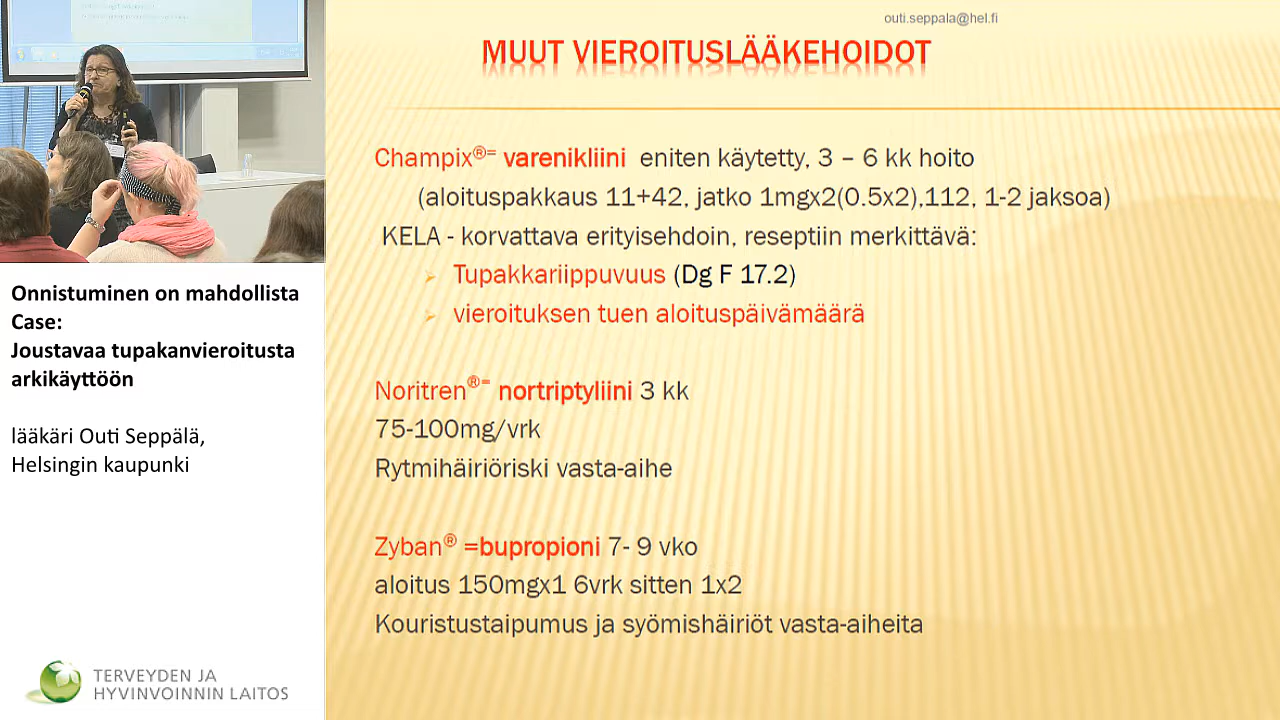 outi.seppala@hel.fi
MUUT VIEROITUSLÄÄKEHOIDOT
Champix®= varenikliini eniten käytetty, 3 – 6 kk hoito
(aloituspakkaus 11+42, jatko 1mgx2(0.5x2),112, 1-2 jaksoa)
KELA - korvattava erityisehdoin, reseptiin merkittävä:
Tupakkariippuvuus (Dg F 17.2)
vieroituksen tuen aloituspäivämäärä
Noritren®= nortriptyliini 3 kk
75-100mg/vrk
Rytmihäiriöriski vasta-aihe
Zyban® =bupropioni 7- 9 vko
aloitus 150mgx1 6vrk sitten 1x2
Kouristustaipumus ja syömishäiriöt vasta-aiheita
Onnistuminen on mahdollista
Case:
Joustavaa tupakanvieroitusta
arkikäyttöön
lääkäri Outi Seppälä,
Helsingin kaupunki
TERVEYDEN JA
HYVINVOINNIN LAITOS